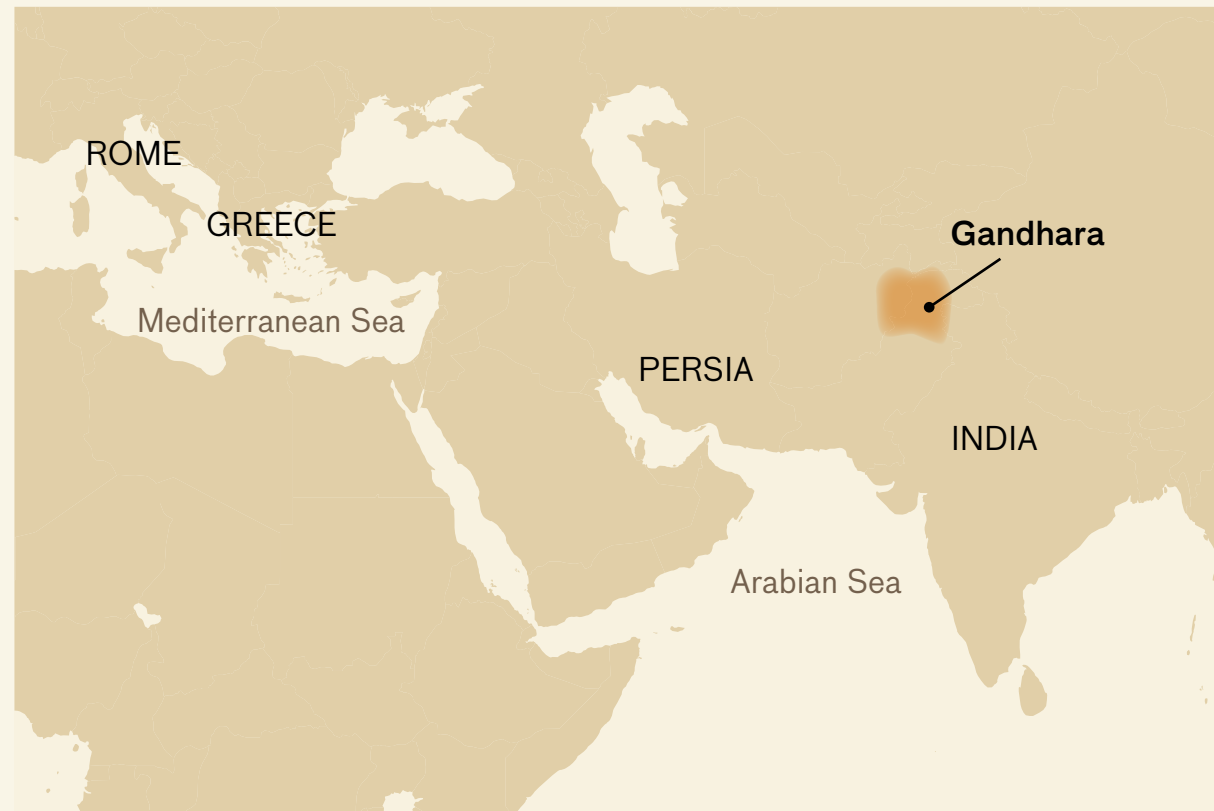 ROME
GREECE
Gandhara
Mediterranean Sea
PERSIA
INDIA
Arabian Sea